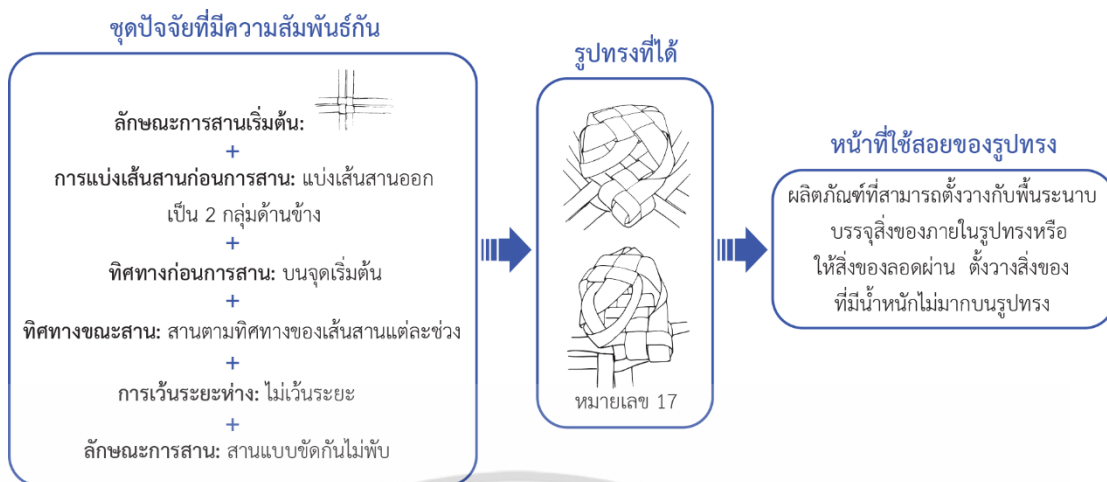 ชุดปัจจัยที่มีความสัมพันธ์กัน
ลักษณะการสานเริ่มต้น:
+
การแบ่งเส้นสานก่อนการสาน: แบ่งเส้นสานออก
เป็น 2 กลุ่มด้านข้าง
+
ทิศทางก่อนการสาน: บนจุดเริ่มต้น
+
ทิศทางขณะสาน: สานตามทิศทางของเส้นสานแต่ละช่วง
+
การเว้นระยะห่าง: ไม่เว้นระยะ
+
ลักษณะการสาน: สานแบบขัดกันไม่พับ
รูปทรงที่ได้
หมายเลข 17
หน้าที่ใช้สอยของรูปทรง
ผลิตภัณฑ์ที่สามารถตั้งวางกับพื้นระนาบ
บรรจุสิ่งของภายในรูปทรงหรือ
ให้สิ่งของลอดผ่าน ตั้งวางสิ่งของ
ที่มีน้ำหนักไม่มากบนรูปทรง